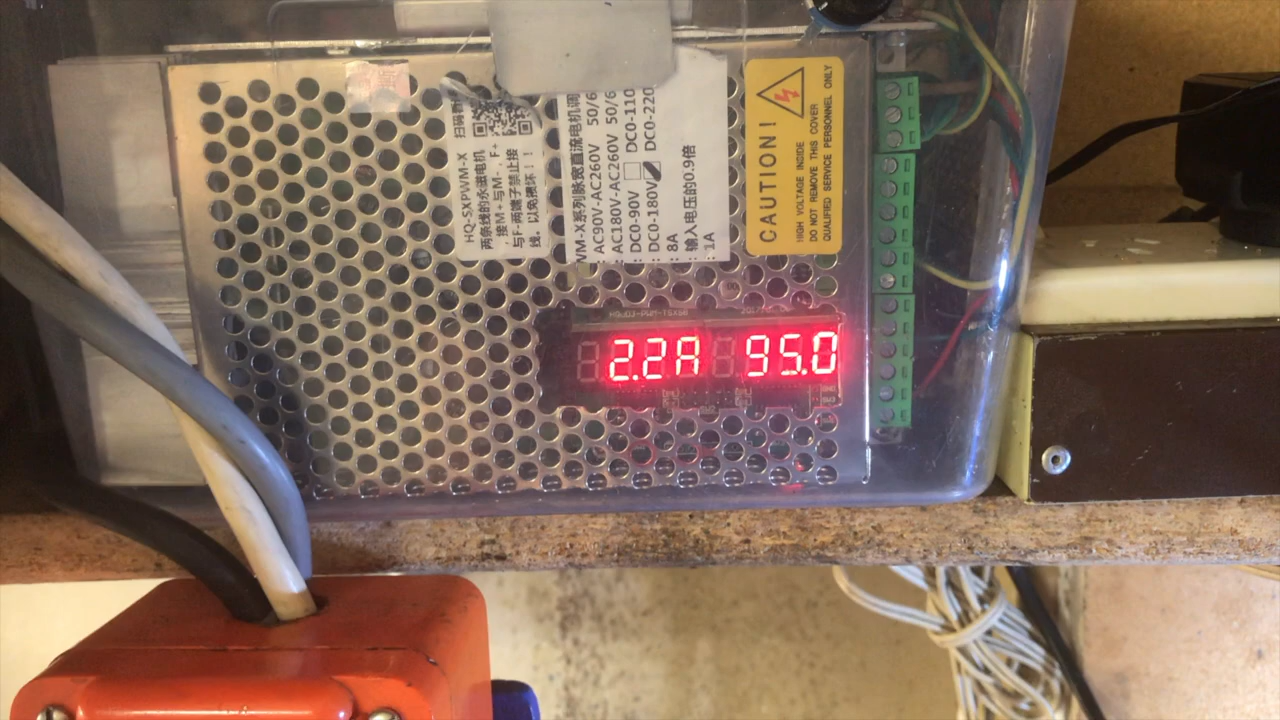 扫码
HQ-SXPWM-X
两条线的永磁电机
,接M+与M-, F+
与F-两端子禁止接
线。以免损坏!!
WM-X系列脉宽直流电机调
: AC90V-AC260V 50/6
: AC180V-AC260V 50/6
: DC0-90V DC0-110
: DC0-180V DC0-220
: 8A
: 输入电压的0.9倍
: 1A
CAUTION!
HIGH VOLTAGE INSIDE
DO NOT REMOVE THIS COVER
QUALIFIED SERVICE PERSONNEL ONLY
2.2A 95.0